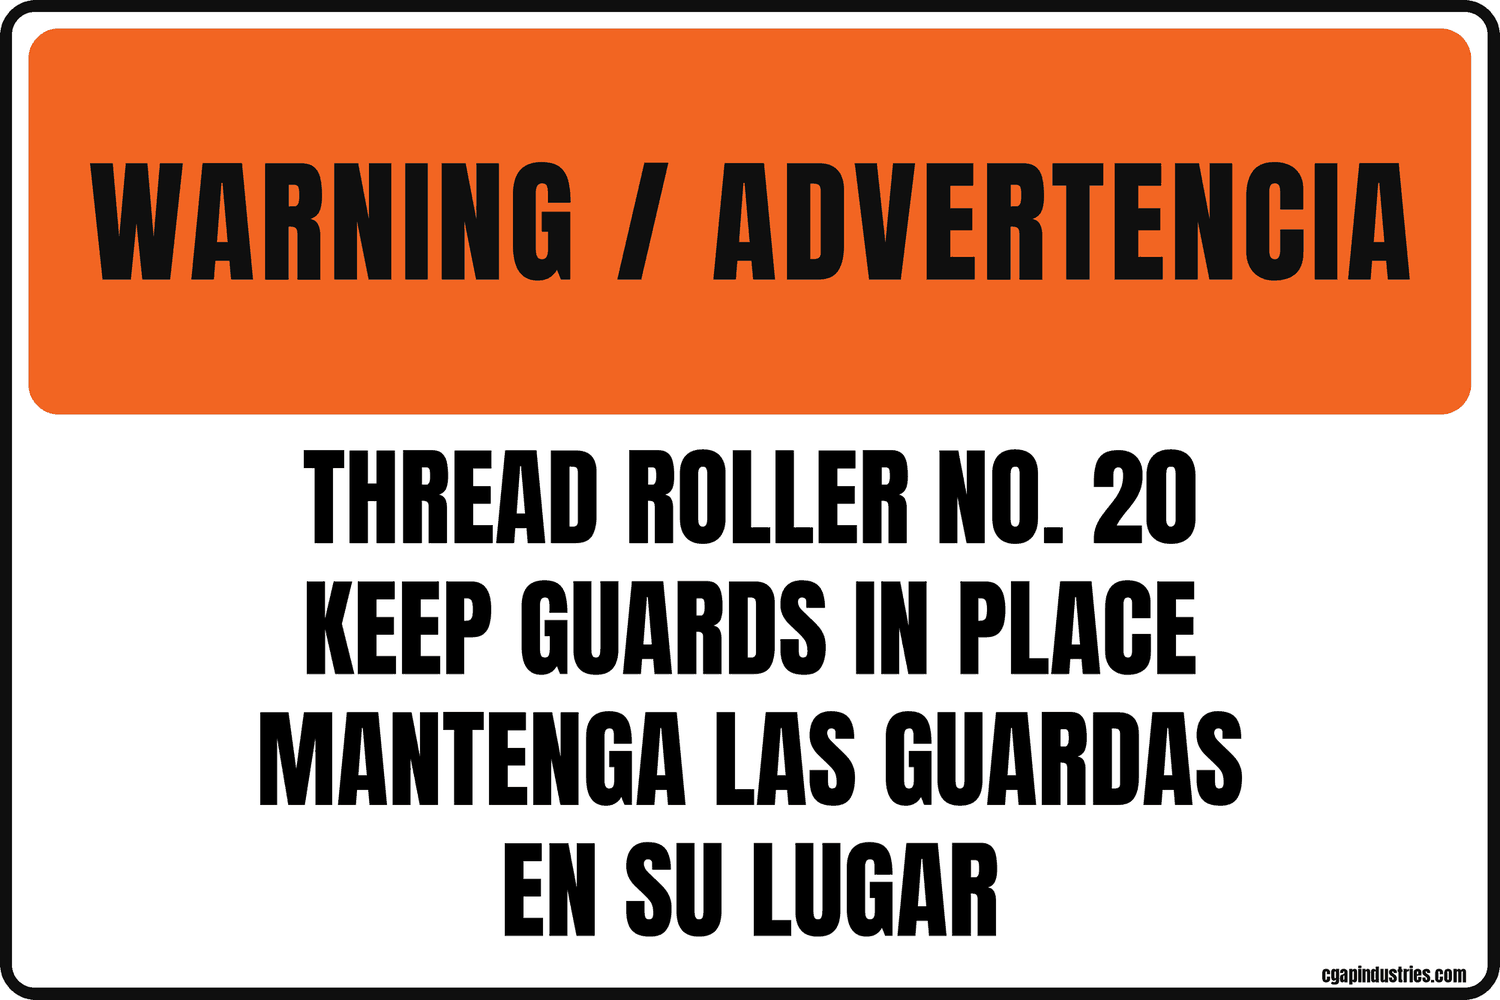 WARNING / ADVERTENCIA
THREAD ROLLER NO. 20
KEEP GUARDS IN PLACE
MANTENGA LAS GUARDAS
EN SU LUGAR
cgapindustries.com